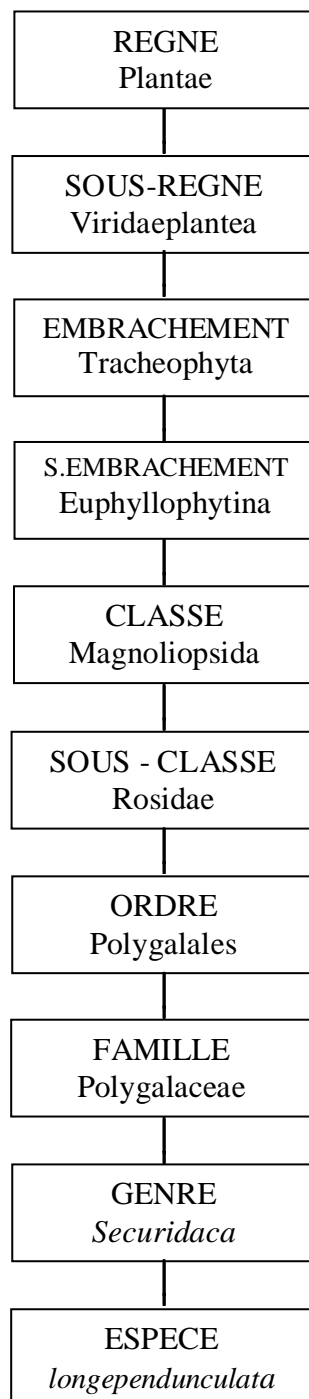 REGNE
Plantae
SOUS-REGNE
Viridaeplantea
EMBRACHEMENT
Tracheophyta
S.EMBRACHEMENT
Euphyllophytina
CLASSE
Magnoliopsida
SOUS - CLASSE
Rosidae
ORDRE
Polygalales
FAMILLE
Polygalaceae
GENRE
Securidaca
ESPECE
longependunculata